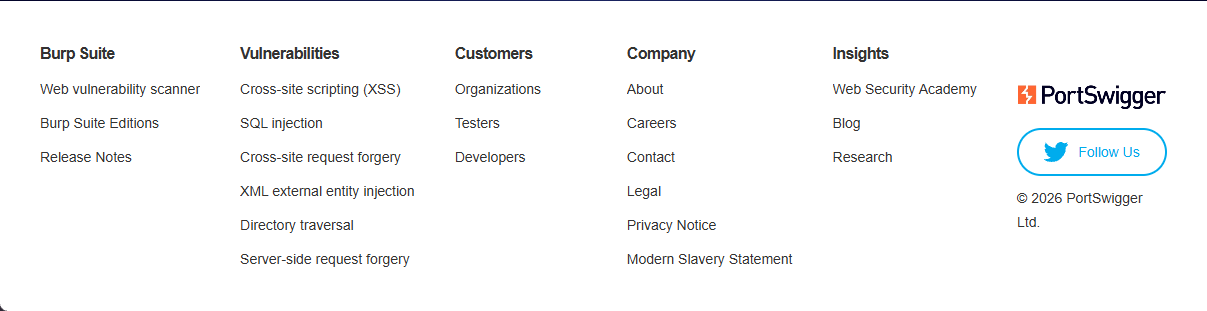 Burp Suite
Web vulnerability scanner
Burp Suite Editions
Release Notes
Vulnerabilities
Cross-site scripting (XSS)
SQL injection
Cross-site request forgery
XML external entity injection
Directory traversal
Server-side request forgery
Customers
Organizations
Testers
Developers
Company
About
Careers
Contact
Legal
Privacy Notice
Modern Slavery Statement
Insights
Web Security Academy
Blog
Research
PortSwigger
Follow Us
© 2026 PortSwigger
Ltd.